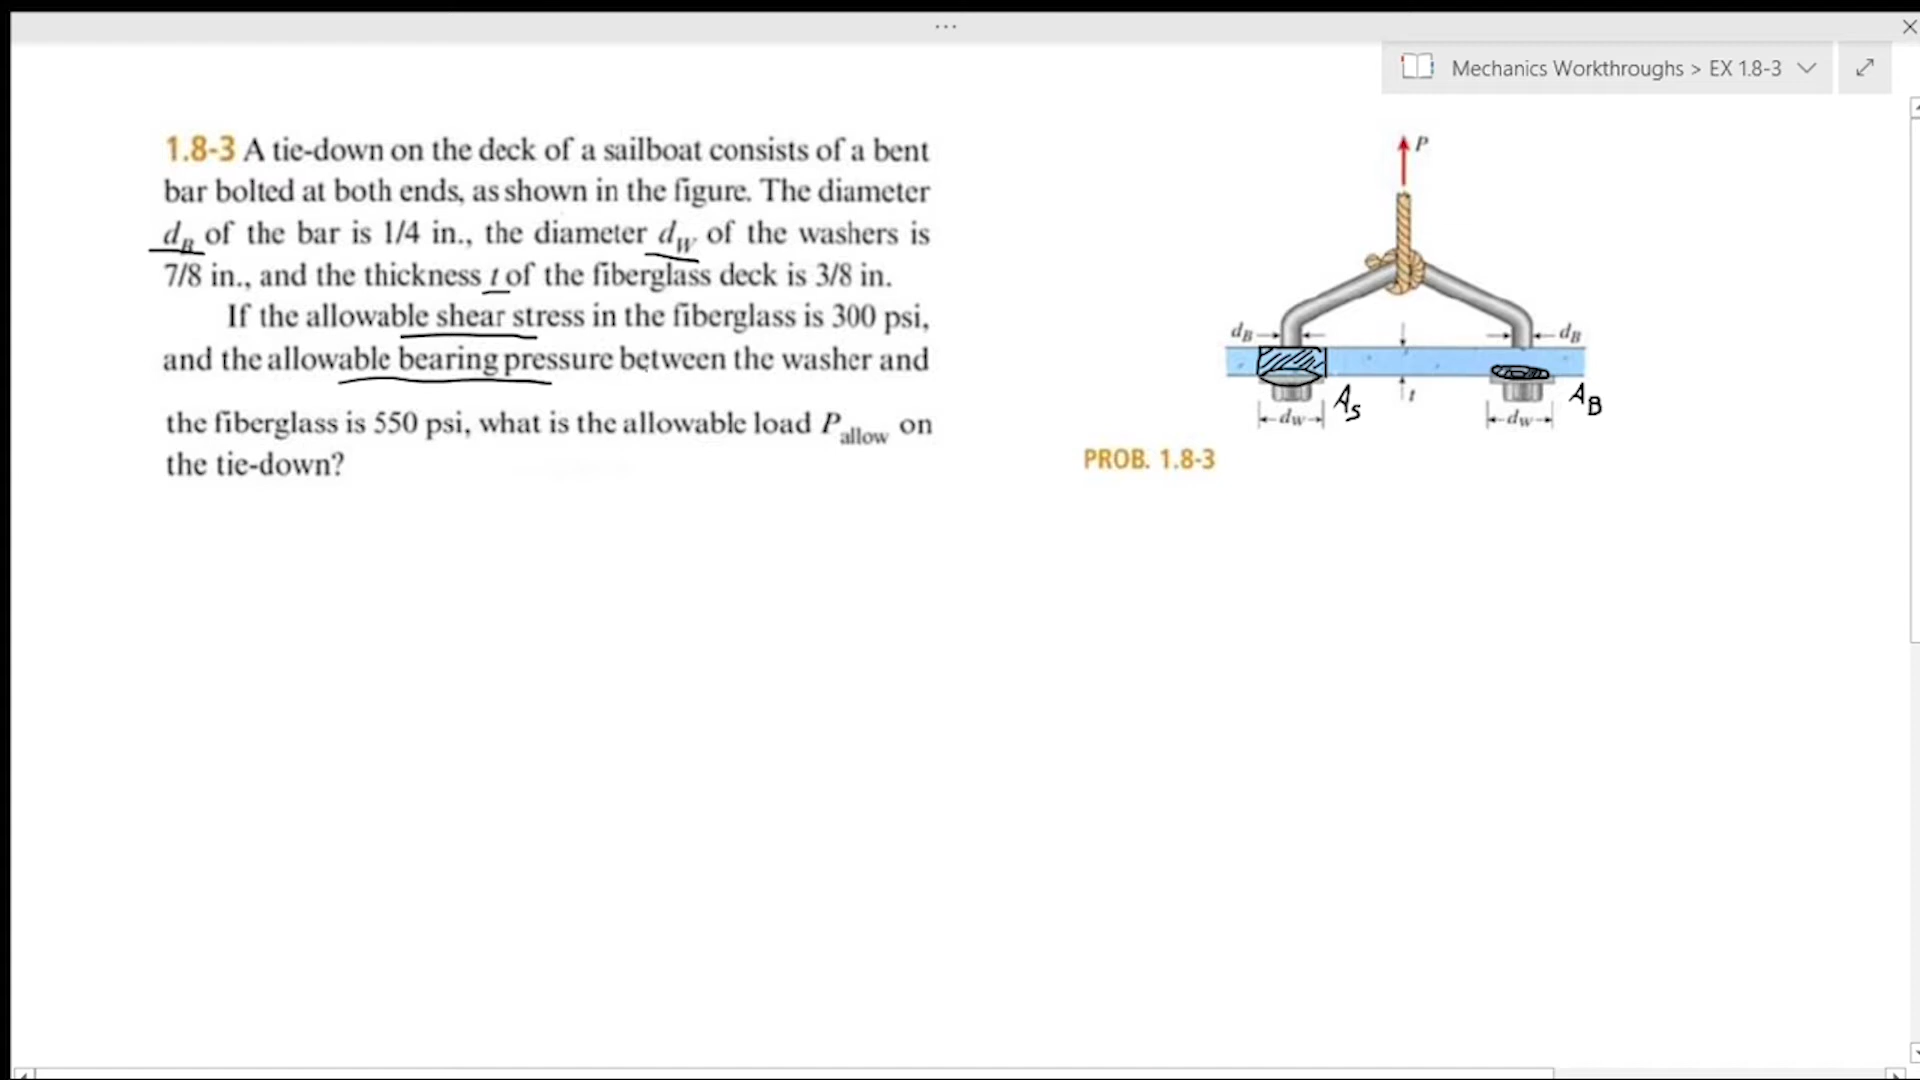 ...
Mechanics Workthroughs > EX 1.8-3
1.8-3 A tie-down on the deck of a sailboat consists of a bent
bar bolted at both ends, as shown in the figure. The diameter
d_B of the bar is 1/4 in., the diameter d_W of the washers is
7/8 in., and the thickness t of the fiberglass deck is 3/8 in.
If the allowable shear stress in the fiberglass is 300 psi,
and the allowable bearing pressure between the washer and
the fiberglass is 550 psi, what is the allowable load P_allow on
the tie-down?
P
d_B
d_B
t
A_S
A_B
d_W
d_W
PROB. 1.8-3